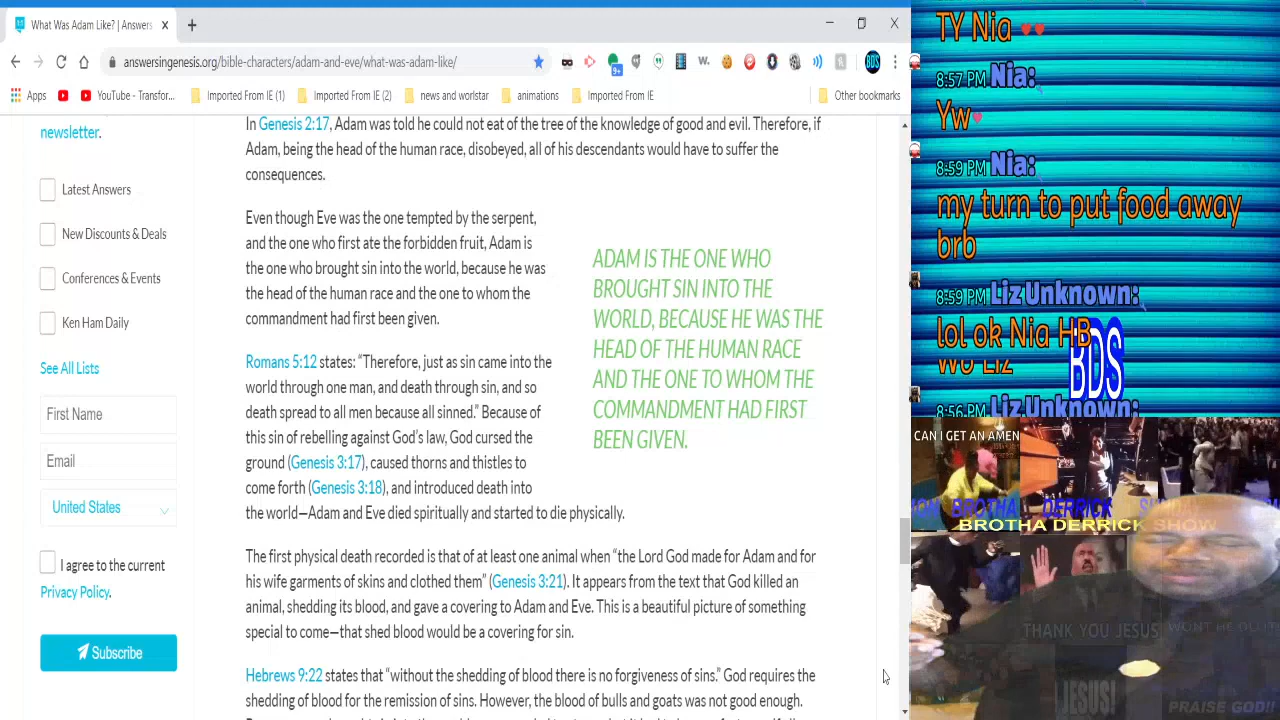 What Was Adam Like? | Answers
answersingenesis.org/bible-characters/adam-and-eve/what-was-adam-like/
9+
W.
BDS
Apps
YouTube - Transfor...
Imported From IE (1)
Imported From IE (2)
news and worlstar
animations
Imported From IE
Other bookmarks
newsletter.
Latest Answers
New Discounts & Deals
Conferences & Events
Ken Ham Daily
See All Lists
First Name
Email
United States
I agree to the current
Privacy Policy.
Subscribe
In Genesis 2:17, Adam was told he could not eat of the tree of the knowledge of good and evil. Therefore, if
Adam, being the head of the human race, disobeyed, all of his descendants would have to suffer the
consequences.
Even though Eve was the one tempted by the serpent,
and the one who first ate the forbidden fruit, Adam is
the one who brought sin into the world, because he was
the head of the human race and the one to whom the
commandment had first been given.
ADAM IS THE ONE WHO
BROUGHT SIN INTO THE
WORLD, BECAUSE HE WAS THE
HEAD OF THE HUMAN RACE
AND THE ONE TO WHOM THE
COMMANDMENT HAD FIRST
BEEN GIVEN.
Romans 5:12 states: “Therefore, just as sin came into the
world through one man, and death through sin, and so
death spread to all men because all sinned.” Because of
this sin of rebelling against God’s law, God cursed the
ground (Genesis 3:17), caused thorns and thistles to
come forth (Genesis 3:18), and introduced death into
the world—Adam and Eve died spiritually and started to die physically.
The first physical death recorded is that of at least one animal when “the Lord God made for Adam and for
his wife garments of skins and clothed them” (Genesis 3:21). It appears from the text that God killed an
animal, shedding its blood, and gave a covering to Adam and Eve. This is a beautiful picture of something
special to come—that shed blood would be a covering for sin.
Hebrews 9:22 states that “without the shedding of blood there is no forgiveness of sins.” God requires the
shedding of blood for the remission of sins. However, the blood of bulls and goats was not good enough.
TY Nia
8:57 PM Nia:
Yw
8:59 PM Nia:
my turn to put food away
brb
8:59 PM Liz Unknown:
lol ok Nia HB
BDS
8:56 PM Liz Unknown:
CAN I GET AN AMEN
BROTHA DERRICK
BROTHA DERRICK SHOW
THANK YOU JESUS
JESUS!
PRAISE GOD!!